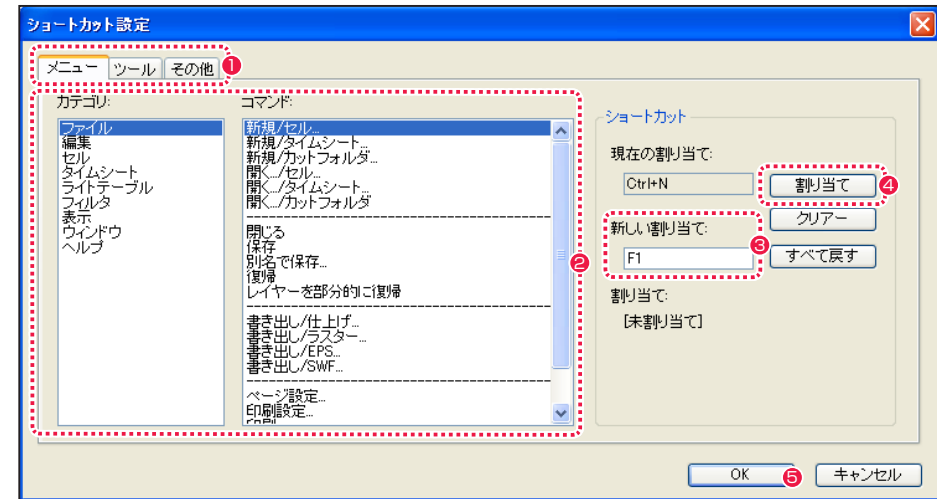 ショートカット設定
メニュー ツール その他 1
カテゴリ:
ファイル
編集
セル
タイムシート
ライトテーブル
フィルタ
表示
ウィンドウ
ヘルプ
コマンド:
新規/セル...
新規/タイムシート...
新規/カットフォルダ...
開く.../セル...
開く.../タイムシート...
開く.../カットフォルダ
閉じる
保存
別名で保存...
復帰
レイヤーを部分的に復帰
書き出し/仕上げ...
書き出し/ラスター...
書き出し/EPS...
書き出し/SWF...
ページ設定...
印刷設定...
2
ショートカット
現在の割り当て:
Ctrl+N
割り当て 4
クリアー
新しい割り当て:
F1
3
すべて戻す
割り当て:
[未割り当て]
OK 5
キャンセル